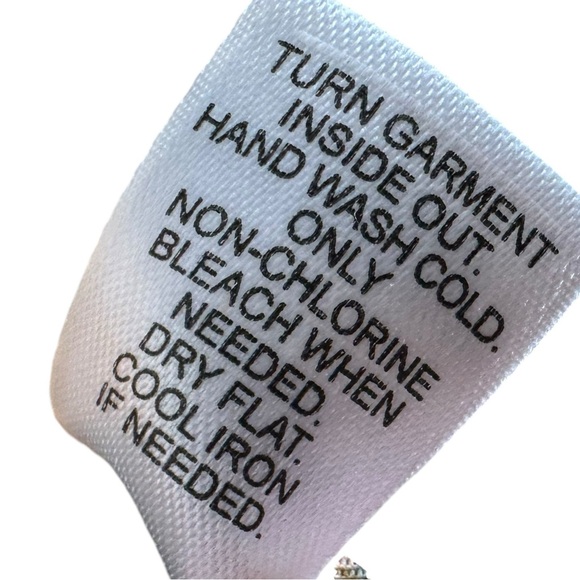 TURN GARMENT
INSIDE OUT.
HAND WASH COLD.
ONLY
NON-CHLORINE
BLEACH WHEN
NEEDED.
DRY FLAT.
COOL IRON
IF NEEDED.